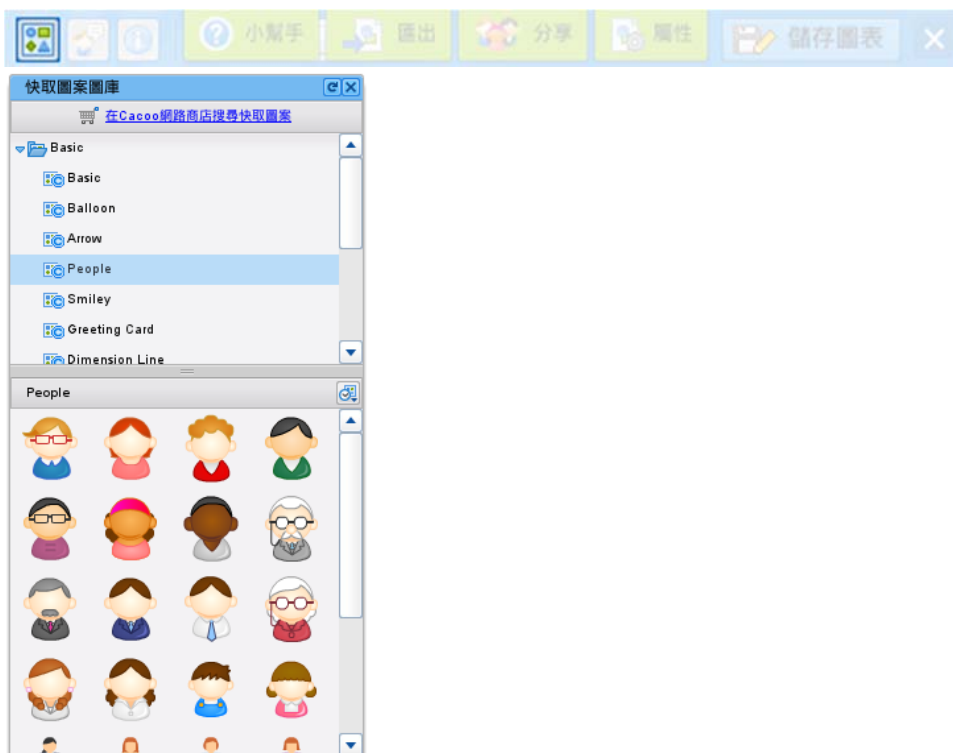 小幫手 匯出 分享 屬性 儲存圖表
快取圖案圖庫
在Cacoo網路商店搜尋快取圖案
Basic
Basic
Balloon
Arrow
People
Smiley
Greeting Card
Dimension Line
People